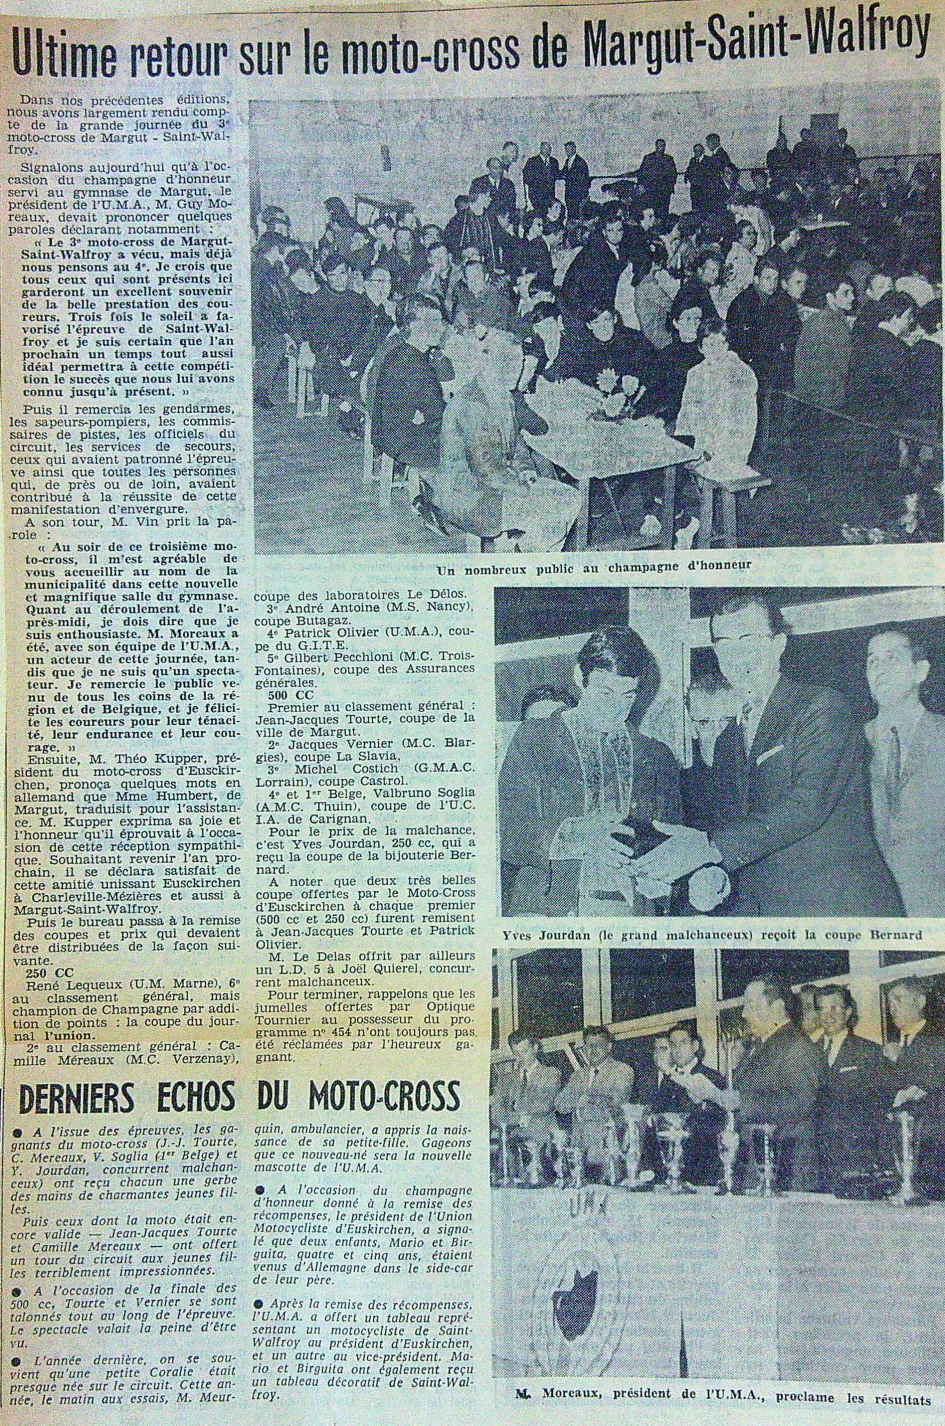 Ultime retour sur le moto-cross de Margut-Saint-Walfroy
Dans nos précédentes éditions,
nous avons largement rendu comp-
te de la grande journée du 3e
moto-cross de Margut - Saint-Wal-
froy.
Signalons aujourd'hui qu'à l'oc-
casion du champagne d'honneur
servi au gymnase de Margut, le
président de l'U.M.A., M. Guy Mo-
reaux, devait prononcer quelques
paroles déclarant notamment :
« Le 3e moto-cross de Margut-
Saint-Walfroy a vécu, mais déjà
nous pensons au 4e. Je crois que
tous ceux qui sont présents ici
garderont un excellent souvenir
de la belle prestation des cou-
reurs. Trois fois le soleil a fa-
vorisé l'épreuve de Saint-Wal-
froy et je suis certain que l'an
prochain un temps tout aussi
idéal permettra à cette compéti-
tion le succès que nous lui avons
connu jusqu'à présent. »
Puis il remercia les gendarmes,
les sapeurs-pompiers, les commis-
saires de pistes, les officiels du
circuit, les services de secours,
ceux qui avaient patronné l'épreu-
ve ainsi que toutes les personnes
qui, de près ou de loin, avaient
contribué à la réussite de cette
manifestation d'envergure.
A son tour, M. Vin prit la pa-
role :
« Au soir de ce troisième mo-
to-cross, il m'est agréable de
vous accueillir au nom de la
municipalité dans cette nouvelle
et magnifique salle du gymnase.
Quant au déroulement de l'a-
près-midi, je dois dire que je
suis enthousiaste. M. Moreaux a
été, avec son équipe de l'U.M.A.,
un acteur de cette journée, tan-
dis que je ne suis qu'un specta-
teur. Je remercie le public ve-
nu de tous les coins de la ré-
gion et de Belgique, et je félici-
te les coureurs pour leur ténaci-
té, leur endurance et leur cou-
rage. »
Ensuite, M. Théo Kupper, pré-
sident du moto-cross d'Eusckir-
chen, pronoça quelques mots en
allemand que Mme Humbert, de
Margut, traduisit pour l'assistan-
ce. M. Kupper exprima sa joie et
l'honneur qu'il éprouvait à l'occa-
sion de cette réception sympathi-
que. Souhaitant revenir l'an pro-
chain, il se déclara satisfait de
cette amitié unissant Eusckirchen
à Charleville-Mézières et aussi à
Margut-Saint-Walfroy.
Puis le bureau passa à la remise
des coupes et prix qui devaient
être distribuées de la façon sui-
vante.
250 CC
René Lequeux (U.M. Marne), 6e
au classement général, mais
champion de Champagne par addi-
tion de points : la coupe du jour-
nal l'union.
2e au classement général : Ca-
mille Méreaux (M.C. Verzenay),
coupe des laboratoires Le Délos.
3e André Antoine (M.S. Nancy),
coupe Butagaz.
4e Patrick Olivier (U.M.A.), cou-
pe du G.I.T.E.
5e Gilbert Pecchioni (M.C. Trois-
Fontaines), coupe des Assurances
générales.
500 CC
Premier au classement général :
Jean-Jacques Tourte, coupe de la
ville de Margut.
2e Jacques Vernier (M.C. Blar-
gies), coupe La Slavia.
3e Michel Costich (G.M.A.C.
Lorrain), coupe Castrol.
4e et 1er Belge, Valbruno Soglia
(A.M.C. Thuin), coupe de l'U.C.
I.A. de Carignan.
Pour le prix de la malchance,
c'est Yves Jourdan, 250 cc, qui a
reçu la coupe de la bijouterie Ber-
nard.
A noter que deux très belles
coupe offertes par le Moto-Cross
d'Eusckirchen à chaque premier
(500 cc et 250 cc) furent remises
à Jean-Jacques Tourte et Patrick
Olivier.
M. Le Delas offrit par ailleurs
un L.D. 5 à Joël Quierel, concur-
rent malchanceux.
Pour terminer, rappelons que les
jumelles offertes par Optique
Tournier au possesseur du pro-
gramme no 454 n'ont toujours pas
été réclamées par l'heureux ga-
gnant.
Un nombreux public au champagne d'honneur
Yves Jourdan (le grand malchanceux) reçoit la coupe Bernard
UMA
M. Moreaux, président de l'U.M.A., proclame les résultats
DERNIERS ECHOS DU MOTO-CROSS
● A l'issue des épreuves, les ga-
gnants du moto-cross (J.-J. Tourte,
C. Mereaux, V. Soglia (1er Belge) et
Y. Jourdan, concurrent malchan-
ceux) ont reçu chacun une gerbe
des mains de charmantes jeunes fil-
les.
Puis ceux dont la moto était en-
core valide — Jean-Jacques Tourte
et Camille Mereaux — ont offert
un tour du circuit aux jeunes fil-
les terriblement impressionnées.
● A l'occasion de la finale des
500 cc, Tourte et Vernier se sont
talonnés tout au long de l'épreuve.
Le spectacle valait la peine d'être
vu.
● L'année dernière, on se sou-
vient qu'une petite Coralie était
presque née sur le circuit. Cette an-
née, le matin aux essais, M. Meur-
quin, ambulancier, a appris la nais-
sance de sa petite-fille. Gageons
que ce nouveau-né sera la nouvelle
mascotte de l'U.M.A.
● A l'occasion du champagne
d'honneur donné à la remise des
récompenses, le président de l'Union
Motocycliste d'Euskirchen, a signa-
lé que deux enfants, Mario et Bir-
guita, quatre et cinq ans, étaient
venus d'Allemagne dans le side-car
de leur père.
● Après la remise des récompenses,
l'U.M.A. a offert un tableau repré-
sentant un motocycliste de Saint-
Walfroy au président d'Euskirchen,
et un autre au vice-président. Ma-
rio et Birguita ont également reçu
un tableau décoratif de Saint-Wal-
froy.